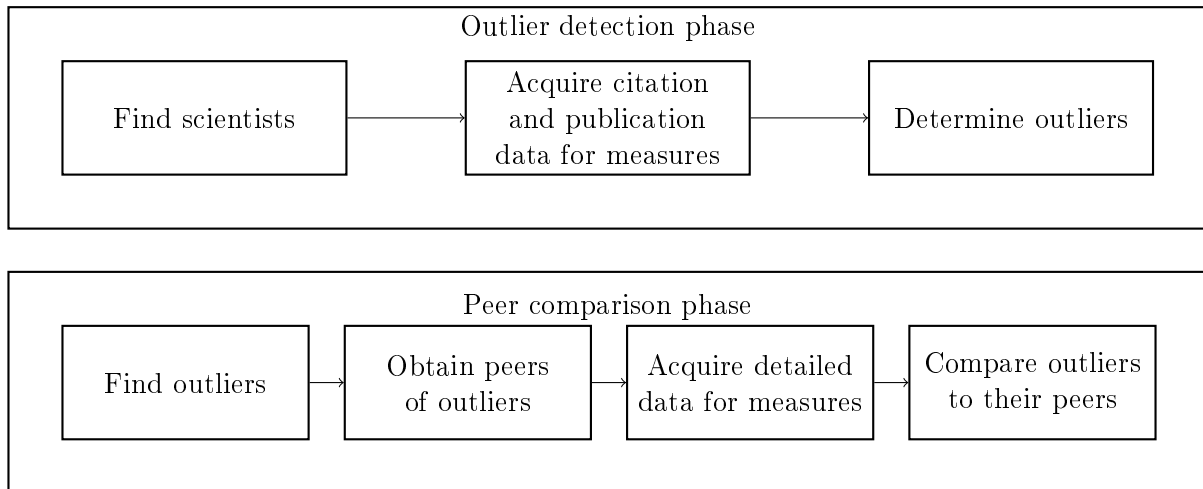 Outlier detection phase
Find scientists
Acquire citation
and publication
data for measures
Determine outliers
Peer comparison phase
Find outliers
Obtain peers
of outliers
Acquire detailed
data for measures
Compare outliers
to their peers